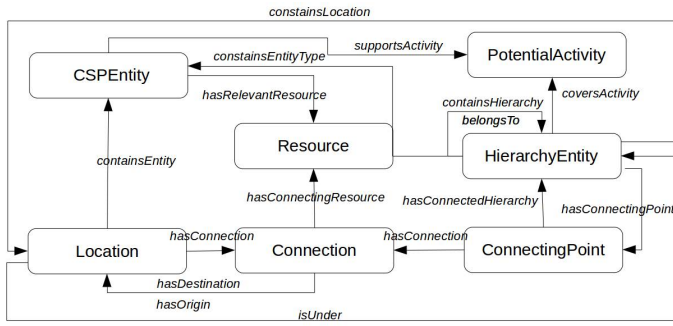 constainsLocation
supportsActivity
constainsEntityType
CSPEntity
PotentialActivity
hasRelevantResource
containsHierarchy
coversActivity
belongsTo
Resource
HierarchyEntity
containsEntity
hasConnectingResource
hasConnectedHierarchy
hasConnectingPoint
hasConnection
hasConnection
Location
Connection
ConnectingPoint
hasDestination
hasOrigin
isUnder